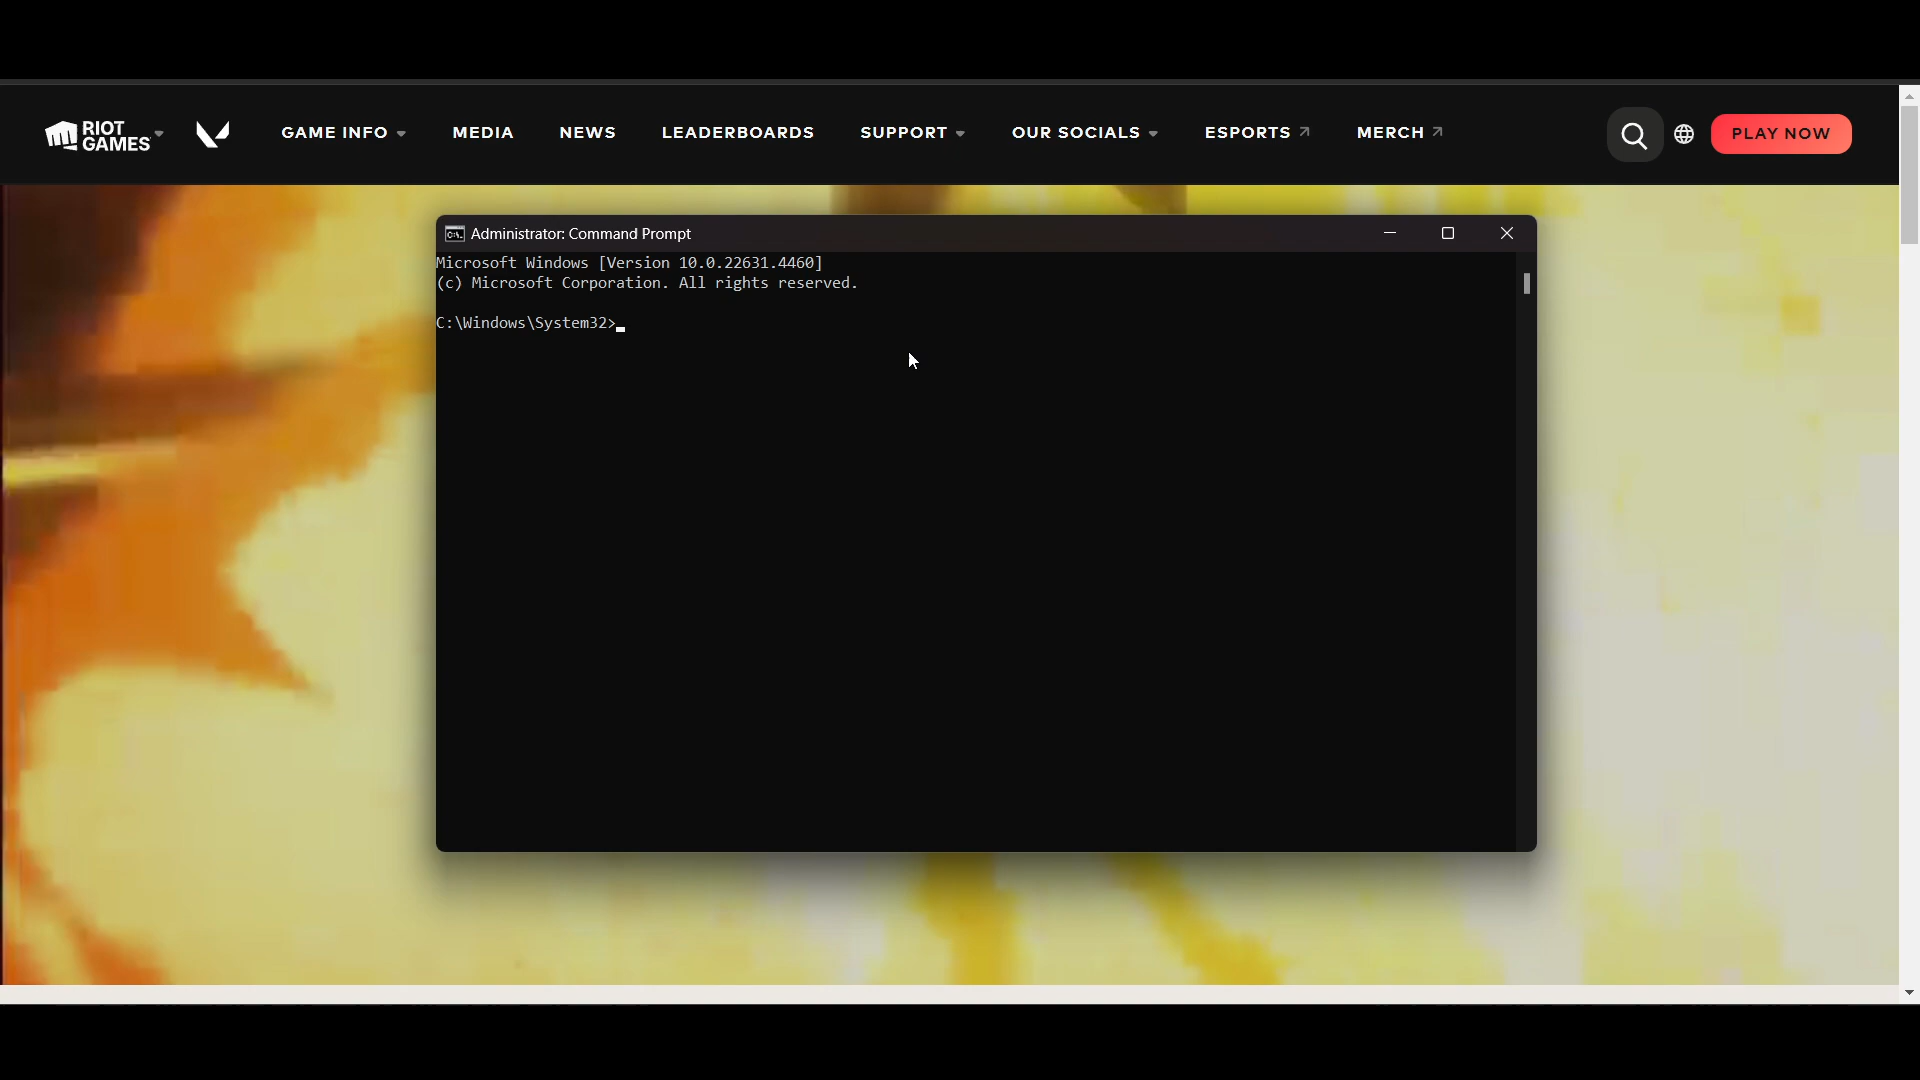 RIOT GAMES
GAME INFO
MEDIA
NEWS
LEADERBOARDS
SUPPORT
OUR SOCIALS
ESPORTS
MERCH
PLAY NOW
Administrator: Command Prompt
Microsoft Windows [Version 10.0.22631.4460]
(c) Microsoft Corporation. All rights reserved.
C:\Windows\System32>